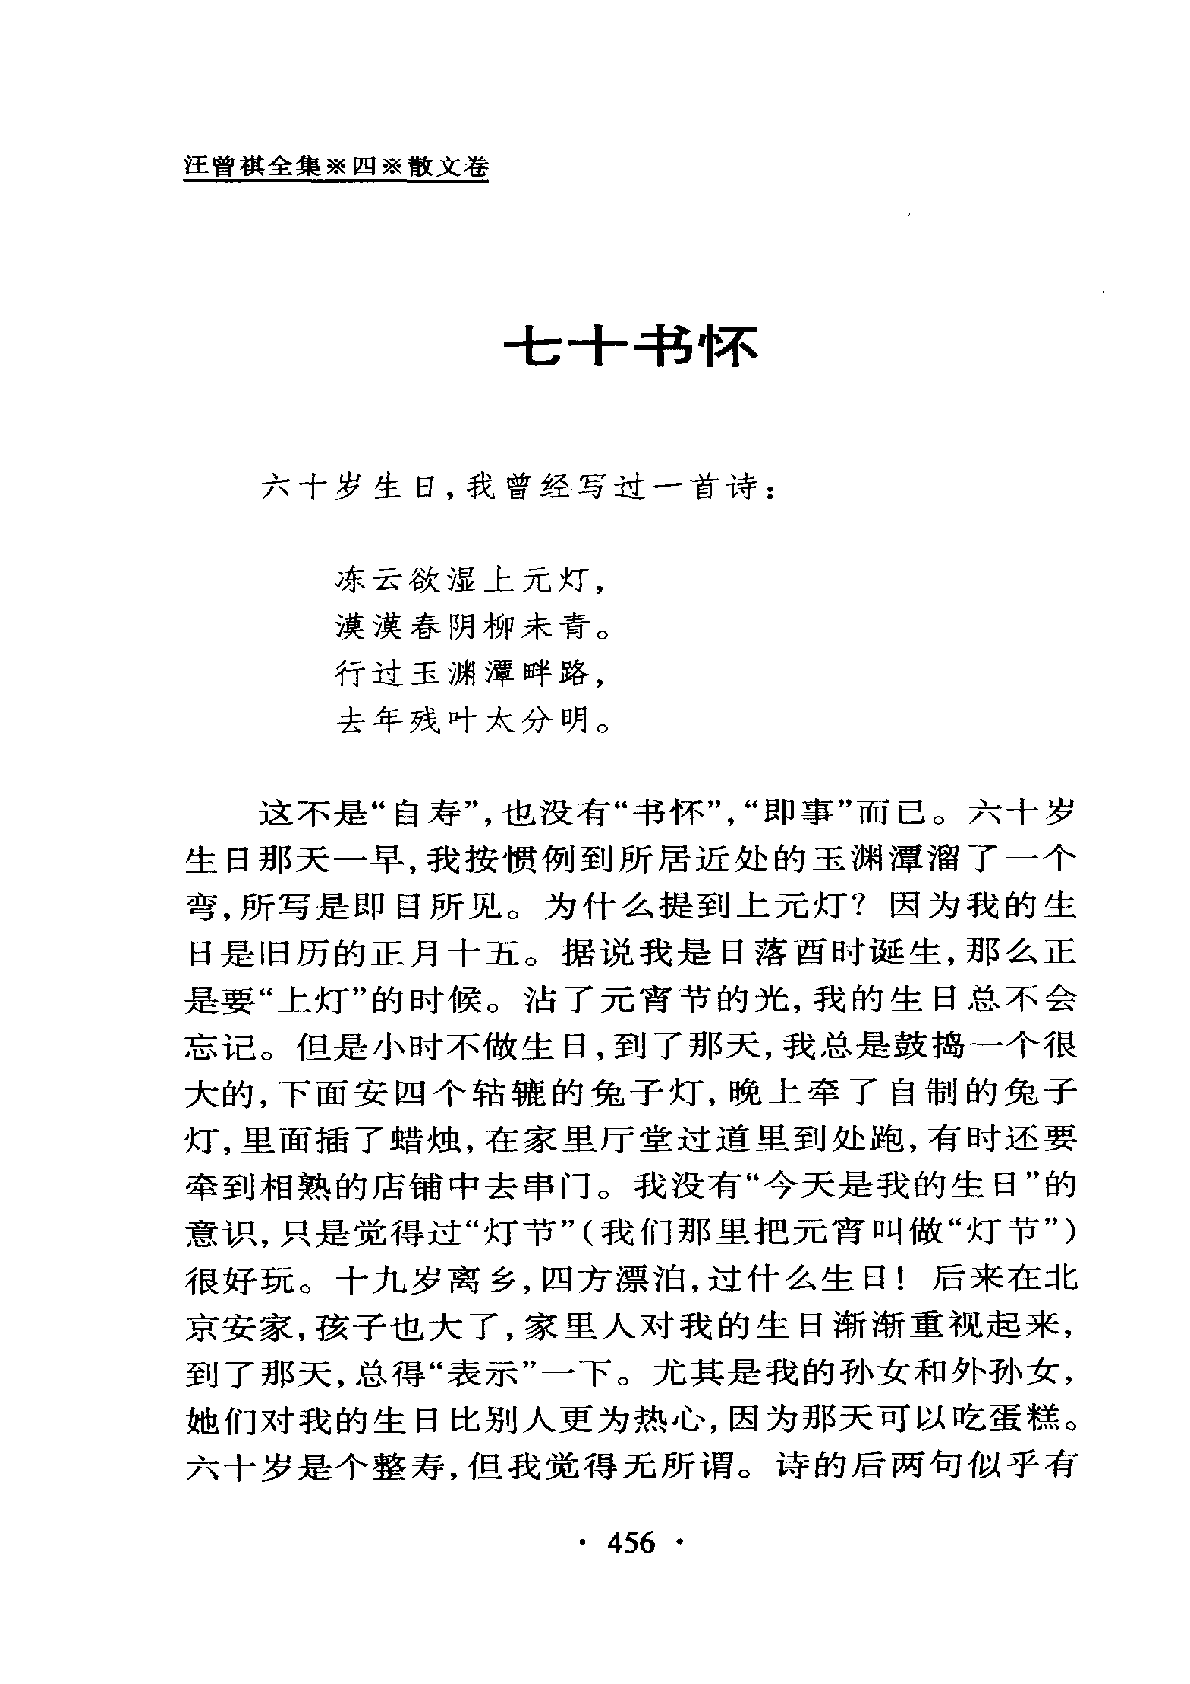 汪曾祺全集※四※散文卷
七十书怀
六十岁生日,我曾经写过一首诗:
冻云欲湿上元灯,
漠漠春阴柳未青。
行过玉渊潭畔路,
去年残叶太分明。
这不是“自寿”,也没有“书怀”,“即事”而已。六十岁
生日那天一早,我按惯例到所居近处的玉渊潭溜了一个
弯,所写是即目所见。为什么提到上元灯?因为我的生
日是旧历的正月十五。据说我是日落酉时诞生,那么正
是要“上灯”的时候。沾了元宵节的光,我的生日总不会
忘记。但是小时不做生日,到了那天,我总是鼓捣一个很
大的,下面安四个轱辘的兔子灯,晚上牵了自制的兔子
灯,里面插了蜡烛,在家里厅堂过道里到处跑,有时还要
牵到相熟的店铺中去串门。我没有“今天是我的生日”的
意识,只是觉得过“灯节”(我们那里把元宵叫做“灯节”)
很好玩。十九岁离乡,四方漂泊,过什么生日!后来在北
京安家,孩子也大了,家里人对我的生日渐渐重视起来,
到了那天,总得“表示”一下。尤其是我的孙女和外孙女,
她们对我的生日比别人更为热心,因为那天可以吃蛋糕。
六十岁是个整寿,但我觉得无所谓。诗的后两句似乎有
· 456 ·